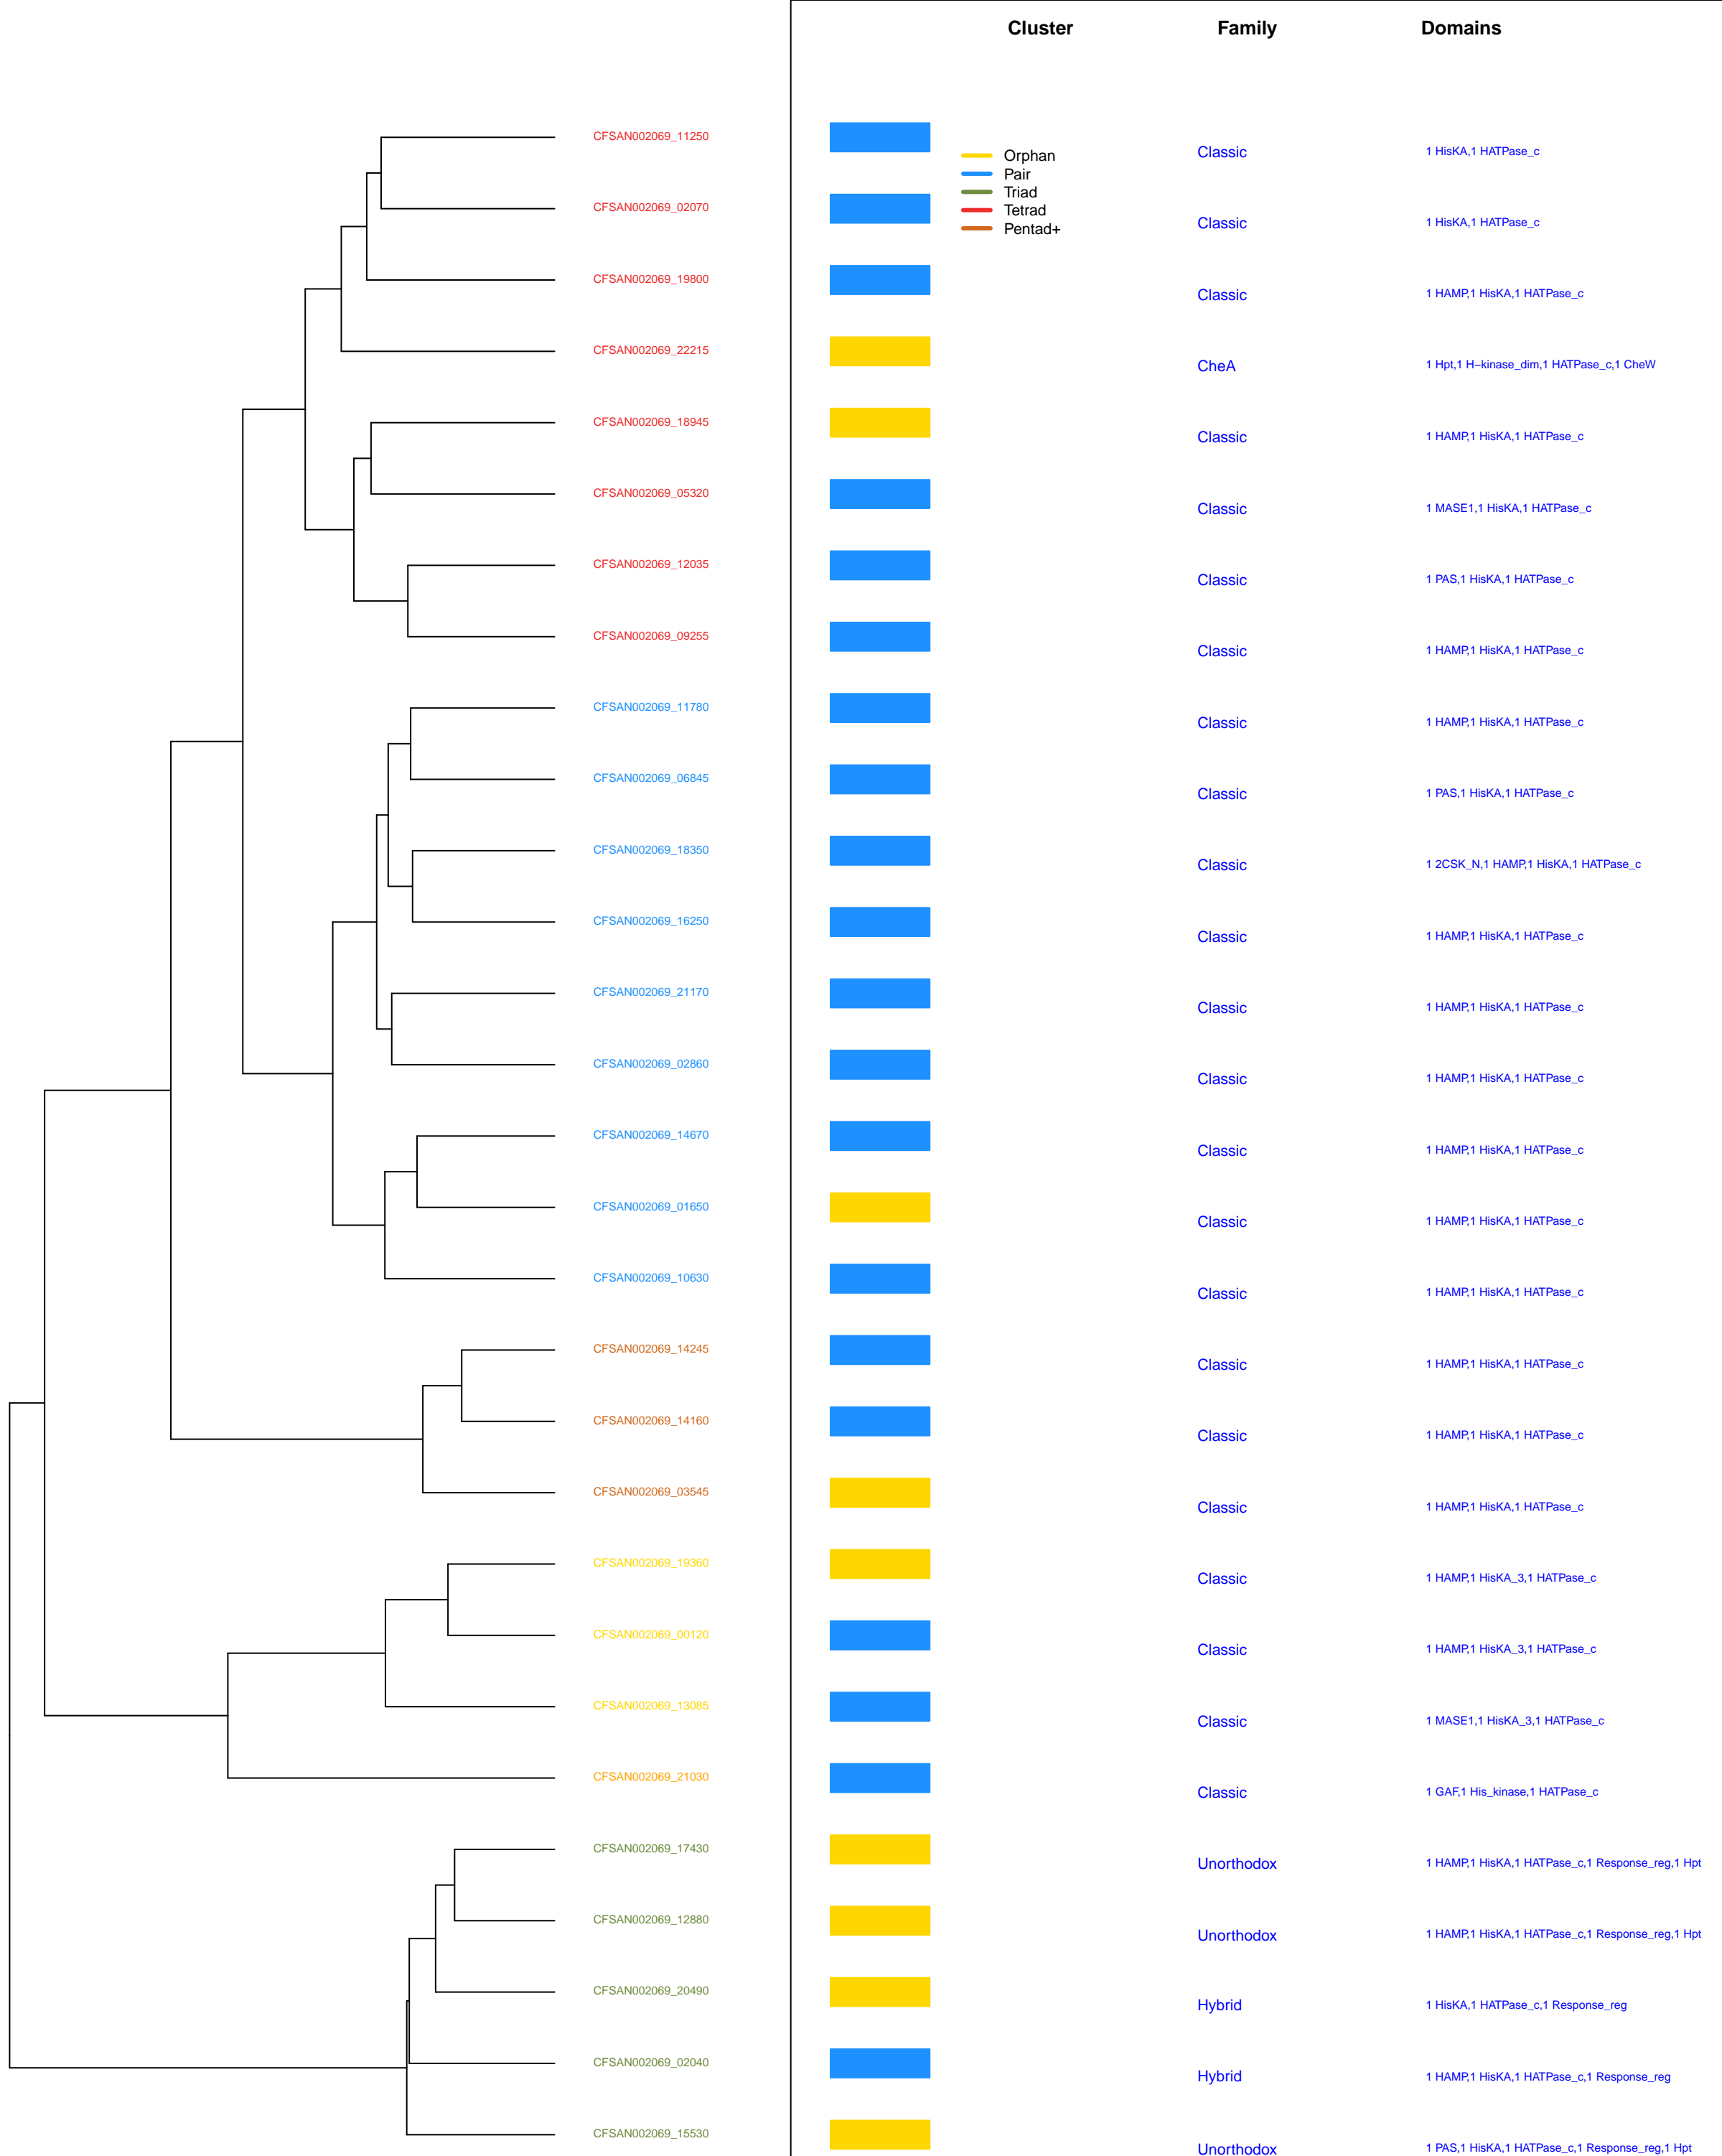 Cluster Family Domains
CFSAN002069_11250 Classic 1 HisKA,1 HATPase_c
Orphan
Pair
Triad
Tetrad
Pentad+
CFSAN002069_02070 Classic 1 HisKA,1 HATPase_c
CFSAN002069_19800 Classic 1 HAMP,1 HisKA,1 HATPase_c
CFSAN002069_22215 CheA 1 Hpt,1 H−kinase_dim,1 HATPase_c,1 CheW
CFSAN002069_18945 Classic 1 HAMP,1 HisKA,1 HATPase_c
CFSAN002069_05320 Classic 1 MASE1,1 HisKA,1 HATPase_c
CFSAN002069_12035 Classic 1 PAS,1 HisKA,1 HATPase_c
CFSAN002069_09255 Classic 1 HAMP,1 HisKA,1 HATPase_c
CFSAN002069_11780 Classic 1 HAMP,1 HisKA,1 HATPase_c
CFSAN002069_06845 Classic 1 PAS,1 HisKA,1 HATPase_c
CFSAN002069_18350 Classic 1 2CSK_N,1 HAMP,1 HisKA,1 HATPase_c
CFSAN002069_16250 Classic 1 HAMP,1 HisKA,1 HATPase_c
CFSAN002069_21170 Classic 1 HAMP,1 HisKA,1 HATPase_c
CFSAN002069_02860 Classic 1 HAMP,1 HisKA,1 HATPase_c
CFSAN002069_14670 Classic 1 HAMP,1 HisKA,1 HATPase_c
CFSAN002069_01650 Classic 1 HAMP,1 HisKA,1 HATPase_c
CFSAN002069_10630 Classic 1 HAMP,1 HisKA,1 HATPase_c
CFSAN002069_14245 Classic 1 HAMP,1 HisKA,1 HATPase_c
CFSAN002069_14160 Classic 1 HAMP,1 HisKA,1 HATPase_c
CFSAN002069_03545 Classic 1 HAMP,1 HisKA,1 HATPase_c
CFSAN002069_19360 Classic 1 HAMP,1 HisKA_3,1 HATPase_c
CFSAN002069_00120 Classic 1 HAMP,1 HisKA_3,1 HATPase_c
CFSAN002069_13085 Classic 1 MASE1,1 HisKA_3,1 HATPase_c
CFSAN002069_21030 Classic 1 GAF,1 His_kinase,1 HATPase_c
CFSAN002069_17430 Unorthodox 1 HAMP,1 HisKA,1 HATPase_c,1 Response_reg,1 Hpt
CFSAN002069_12880 Unorthodox 1 HAMP,1 HisKA,1 HATPase_c,1 Response_reg,1 Hpt
CFSAN002069_20490 Hybrid 1 HisKA,1 HATPase_c,1 Response_reg
CFSAN002069_02040 Hybrid 1 HAMP,1 HisKA,1 HATPase_c,1 Response_reg
CFSAN002069_15530 Unorthodox 1 PAS,1 HisKA,1 HATPase_c,1 Response_reg,1 Hpt